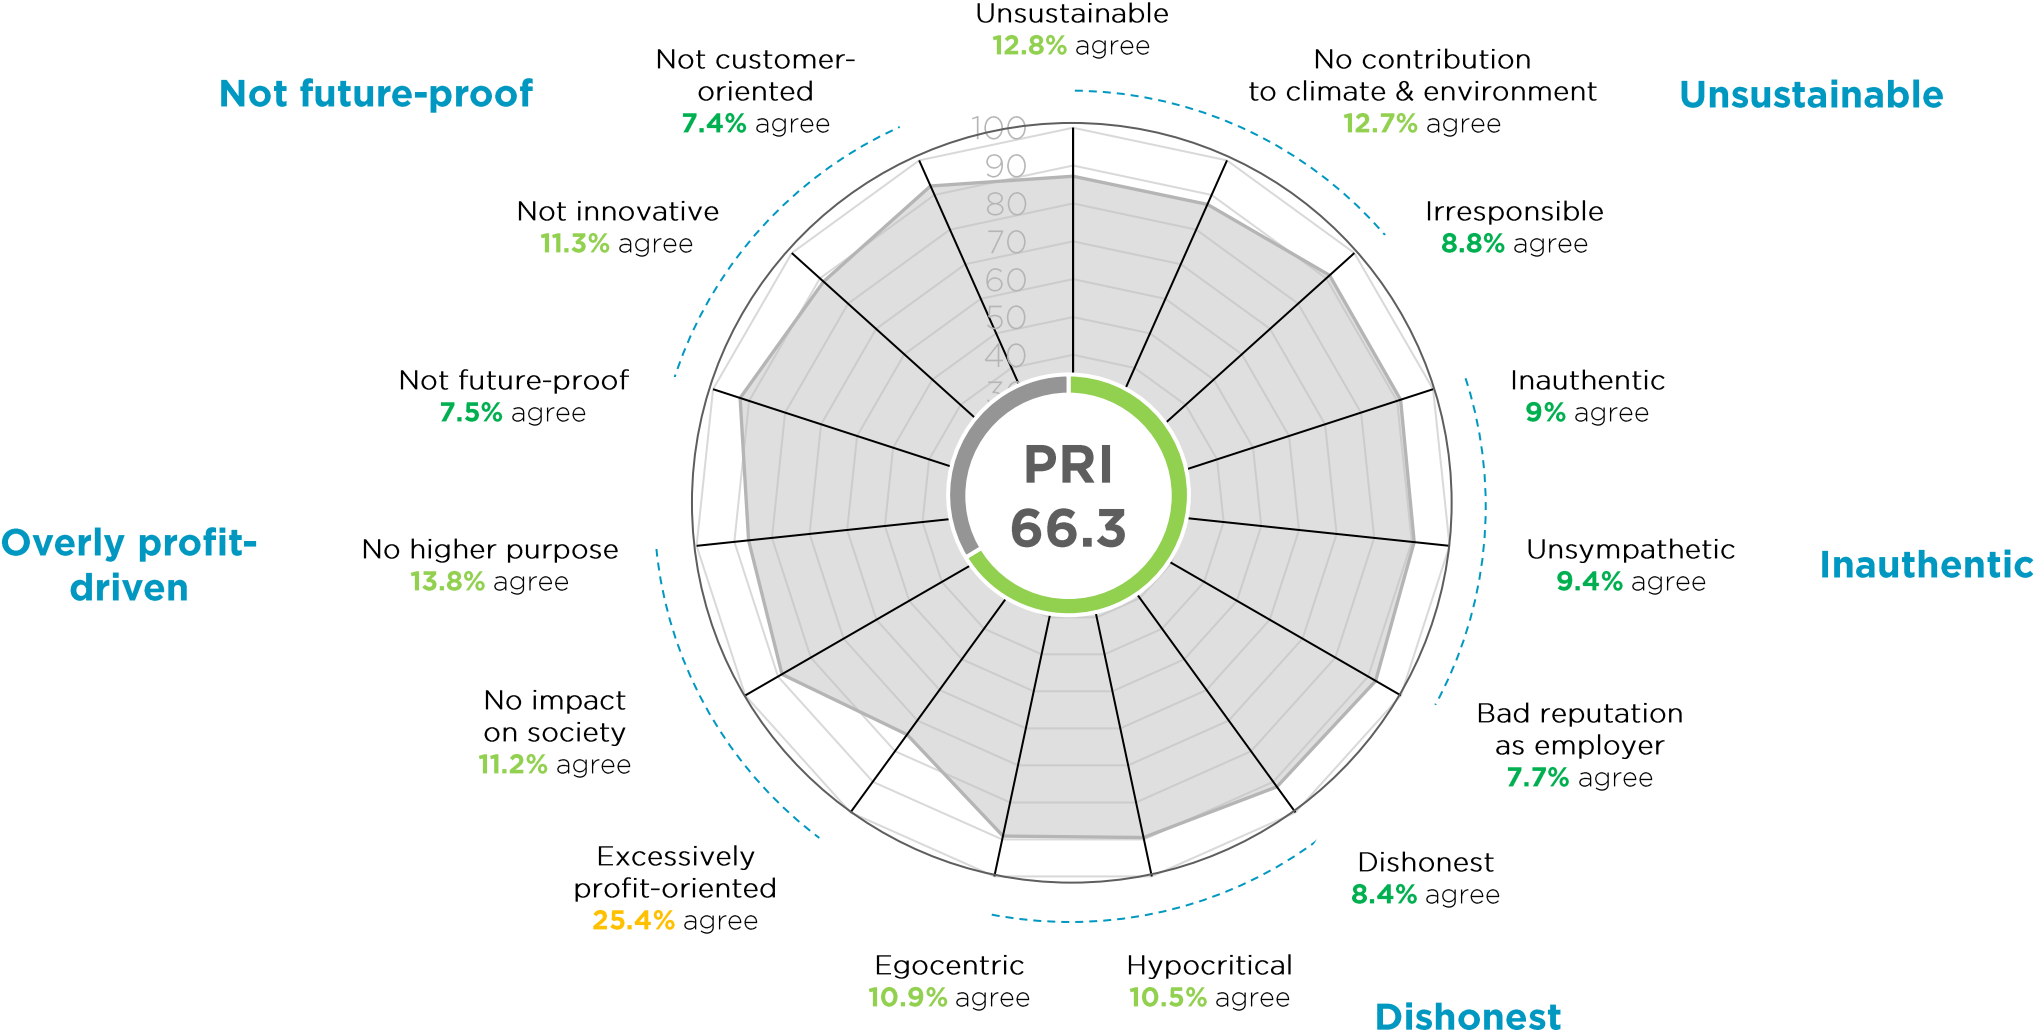 Unsustainable
12.8% agree
Not customer-
oriented
7.4% agree
No contribution
to climate & environment
12.7% agree
Not future-proof
Unsustainable
100
90
80
70
60
50
40
Not innovative
11.3% agree
Irresponsible
8.8% agree
Not future-proof
7.5% agree
Inauthentic
9% agree
PRI
66.3
Overly profit-
driven
No higher purpose
13.8% agree
Unsympathetic
9.4% agree
Inauthentic
No impact
on society
11.2% agree
Bad reputation
as employer
7.7% agree
Excessively
profit-oriented
25.4% agree
Dishonest
8.4% agree
Egocentric
10.9% agree
Hypocritical
10.5% agree
Dishonest